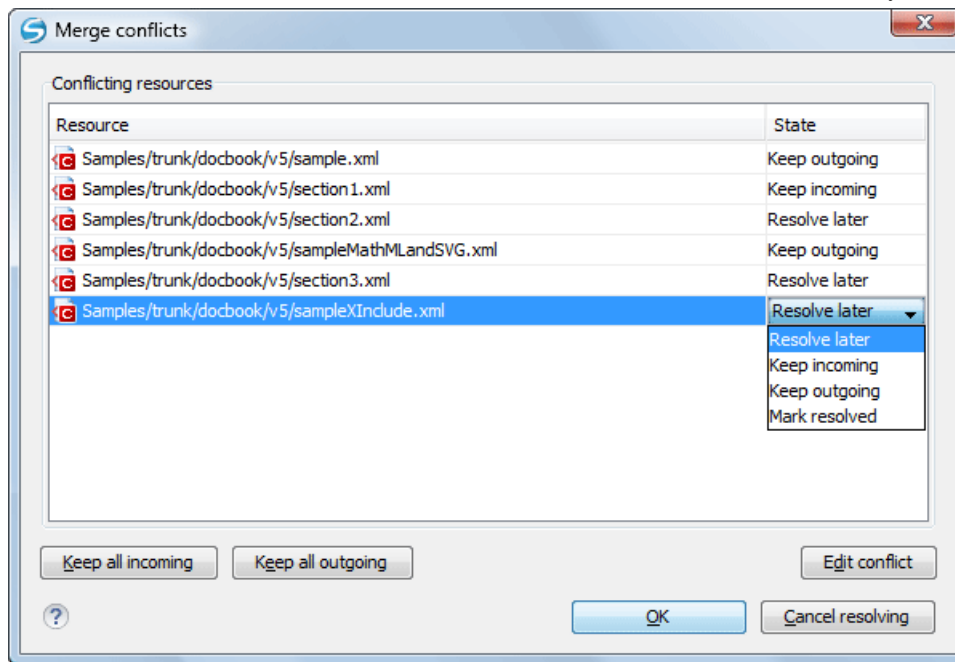 Merge conflicts
Conflicting resources
Resource State
Samples/trunk/docbook/v5/sample.xml Keep outgoing
Samples/trunk/docbook/v5/section1.xml Keep incoming
Samples/trunk/docbook/v5/section2.xml Resolve later
Samples/trunk/docbook/v5/sampleMathMLandSVG.xml Keep outgoing
Samples/trunk/docbook/v5/section3.xml Resolve later
Samples/trunk/docbook/v5/sampleXInclude.xml Resolve later
Resolve later
Keep incoming
Keep outgoing
Mark resolved
Keep all incoming Keep all outgoing Edit conflict
? OK Cancel resolving